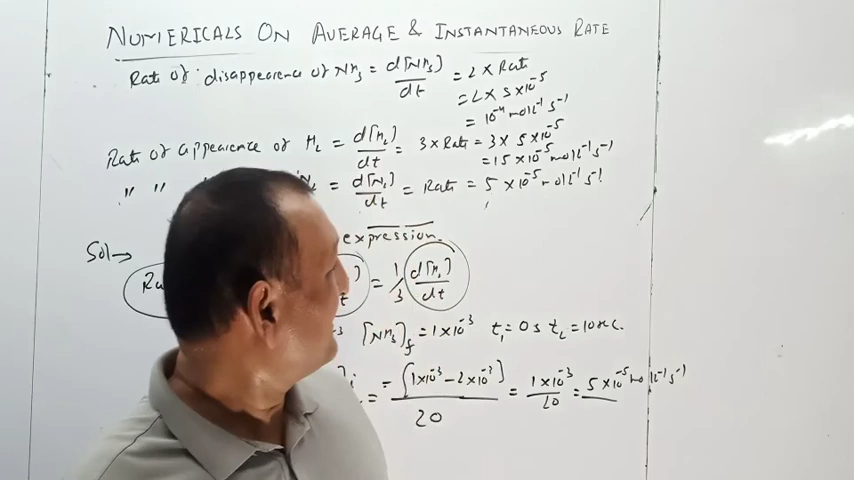 NUMERICALS ON AVERAGE & INSTANTANEOUS RATE
Rate of disappearence of NH₃ = d[NH₃]/dt = 2 × Rate
= 2 × 5×10⁻⁵
= 10⁻⁴ mol L⁻¹ s⁻¹
Rate of appearence of H₂ = d[H₂]/dt = 3 × Rate = 3 × 5×10⁻⁵
= 15×10⁻⁵ mol L⁻¹ s⁻¹
" " N₂ = d[N₂]/dt = Rate = 5 ×10⁻⁵ mol L⁻¹ s⁻¹
expression.
Sol → = 1/3 d[H₂]/dt
[NH₃]f = 1×10⁻³ t₁ = 0 s t₂ = 10 sec.
= -[1×10⁻³ - 2×10⁻³]/20 = 1×10⁻³/20 = 5×10⁻⁵ mol L⁻¹ s⁻¹